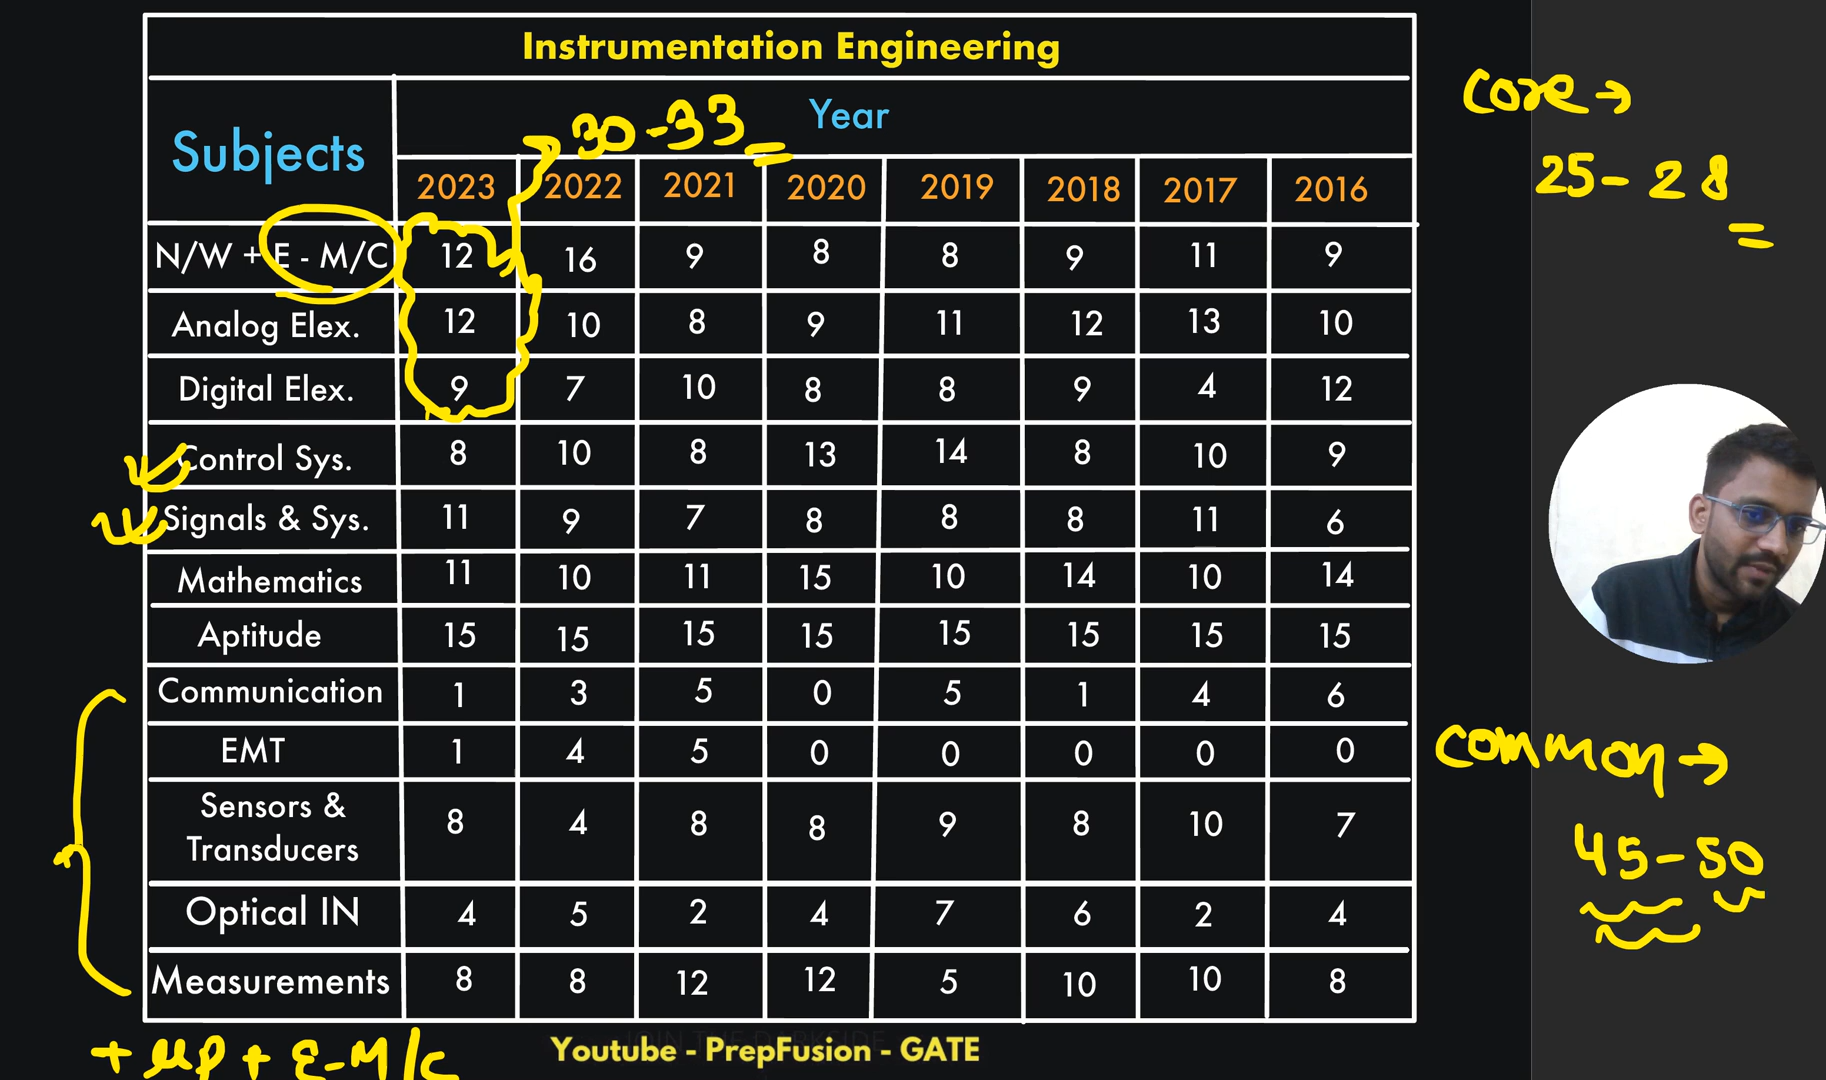 Instrumentation Engineering
Subjects
Year
30-33
2023 2022 2021 2020 2019 2018 2017 2016
N/W + E - M/C 12 16 9 8 8 9 11 9
Analog Elex. 12 10 8 9 11 12 13 10
Digital Elex. 9 7 10 8 8 9 4 12
Control Sys. 8 10 8 13 14 8 10 9
Signals & Sys. 11 9 7 8 8 8 11 6
Mathematics 11 10 11 15 10 14 10 14
Aptitude 15 15 15 15 15 15 15 15
Communication 1 3 5 0 5 1 4 6
EMT 1 4 5 0 0 0 0 0
Sensors &
Transducers 8 4 8 8 9 8 10 7
Optical IN 4 5 2 4 7 6 2 4
Measurements 8 8 12 12 5 10 10 8
+ μp + E-M/c
JOIN THE DARKSIDE
Youtube - PrepFusion - GATE
Core →
25-28
Common →
45-50